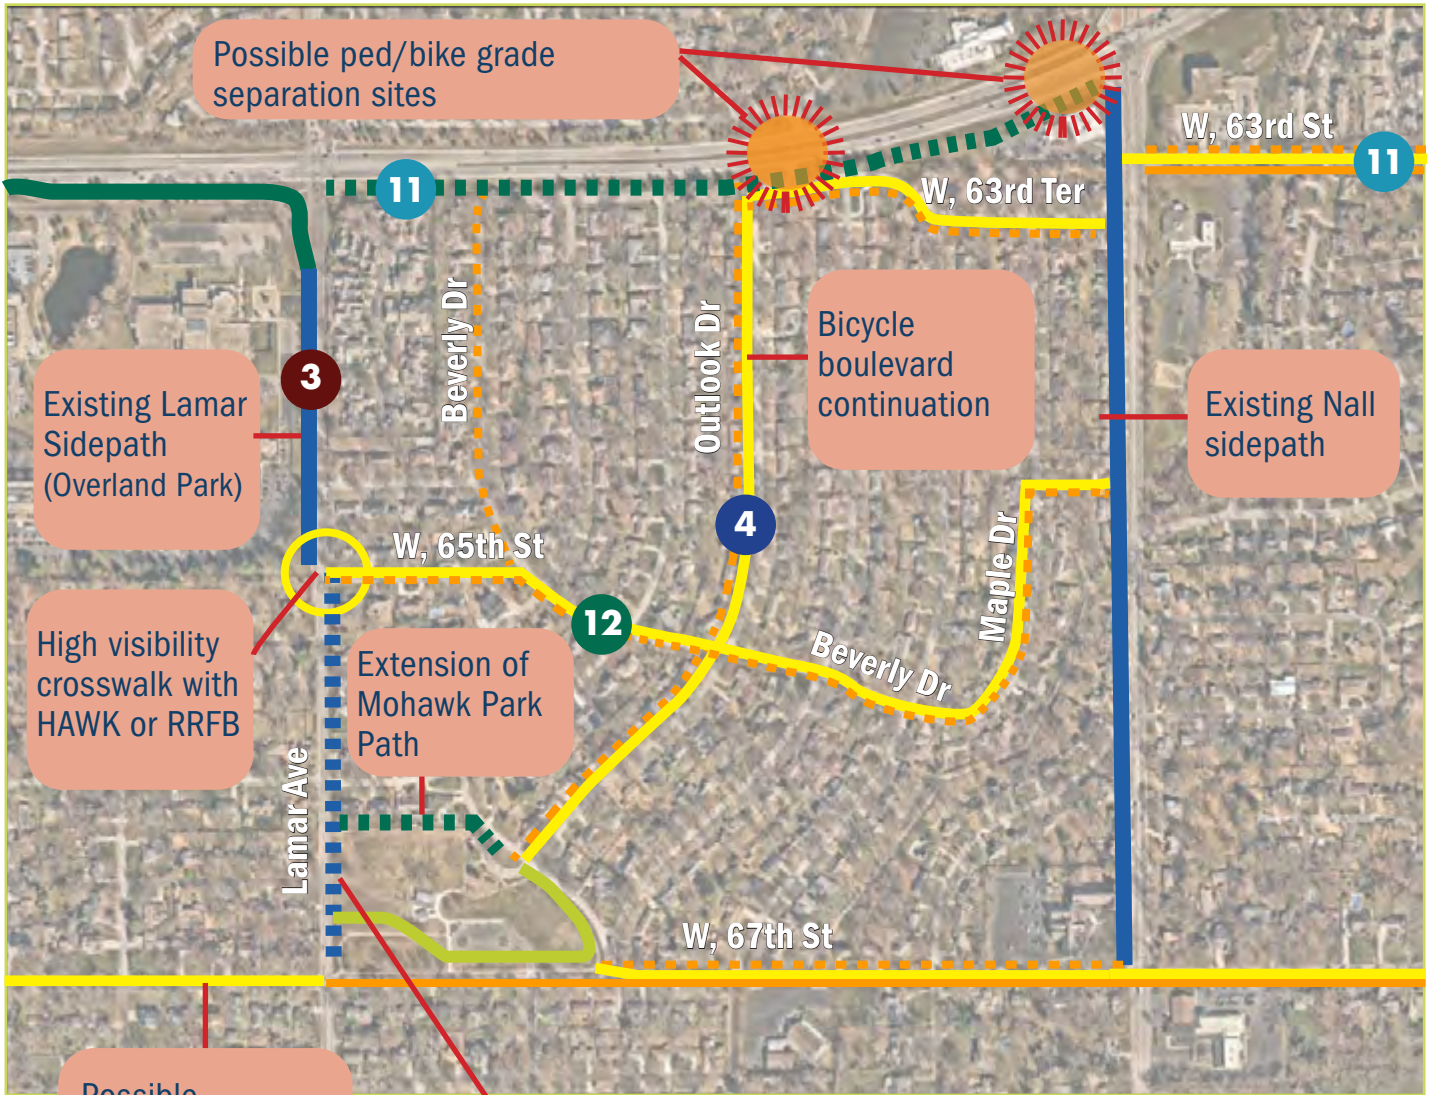 Possible ped/bike grade
separation sites
W, 63rd St
11
11
W, 63rd Ter
Beverly Dr
Outlook Dr
Bicycle
boulevard
continuation
3
Existing Lamar
Sidepath
(Overland Park)
Existing Nall
sidepath
4
W, 65th St
Maple Dr
12
High visibility
crosswalk with
HAWK or RRFB
Extension of
Mohawk Park
Path
Beverly Dr
Lamar Ave
W, 67th St
Possible